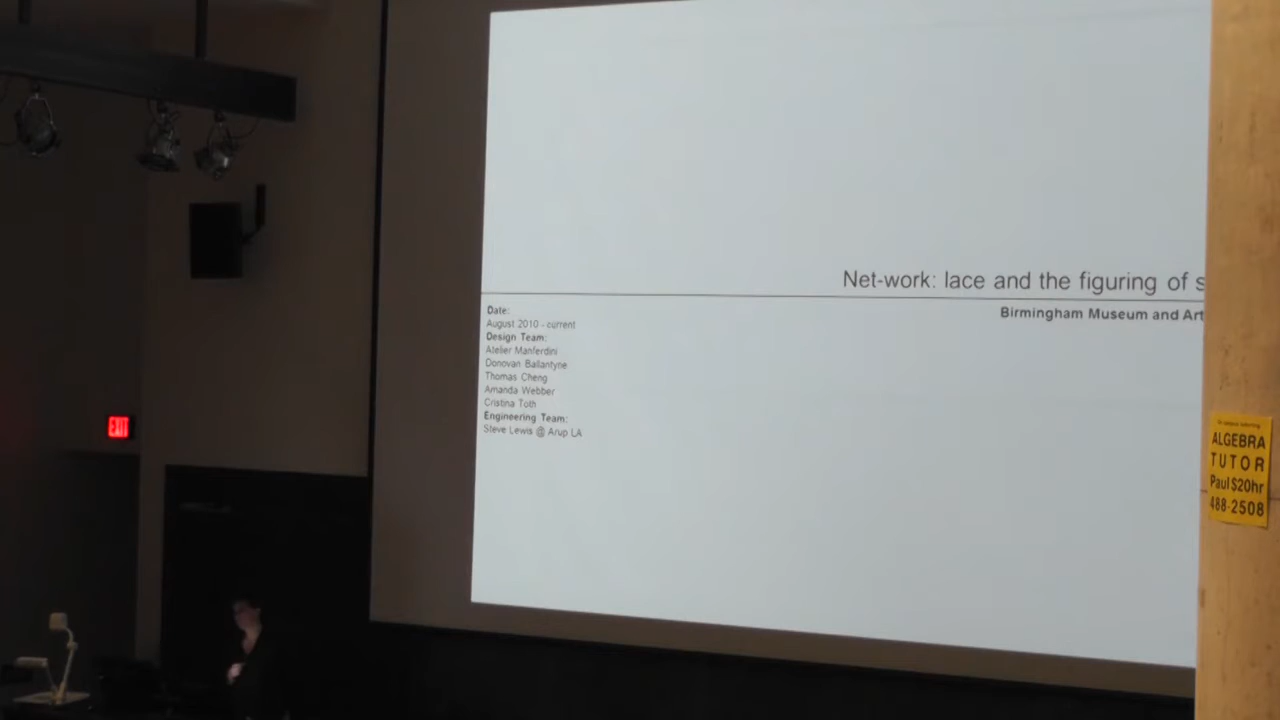 Net-work: lace and the figuring of s
Birmingham Museum and Art
Date:
August 2010 - current
Design Team:
Atelier Manferdini
Donovan Ballantyne
Thomas Cheng
Amanda Webber
Cristina Toth
Engineering Team:
Steve Lewis @ Arup LA
EXIT
ALGEBRA
TUTOR
Paul $20hr
488-2508